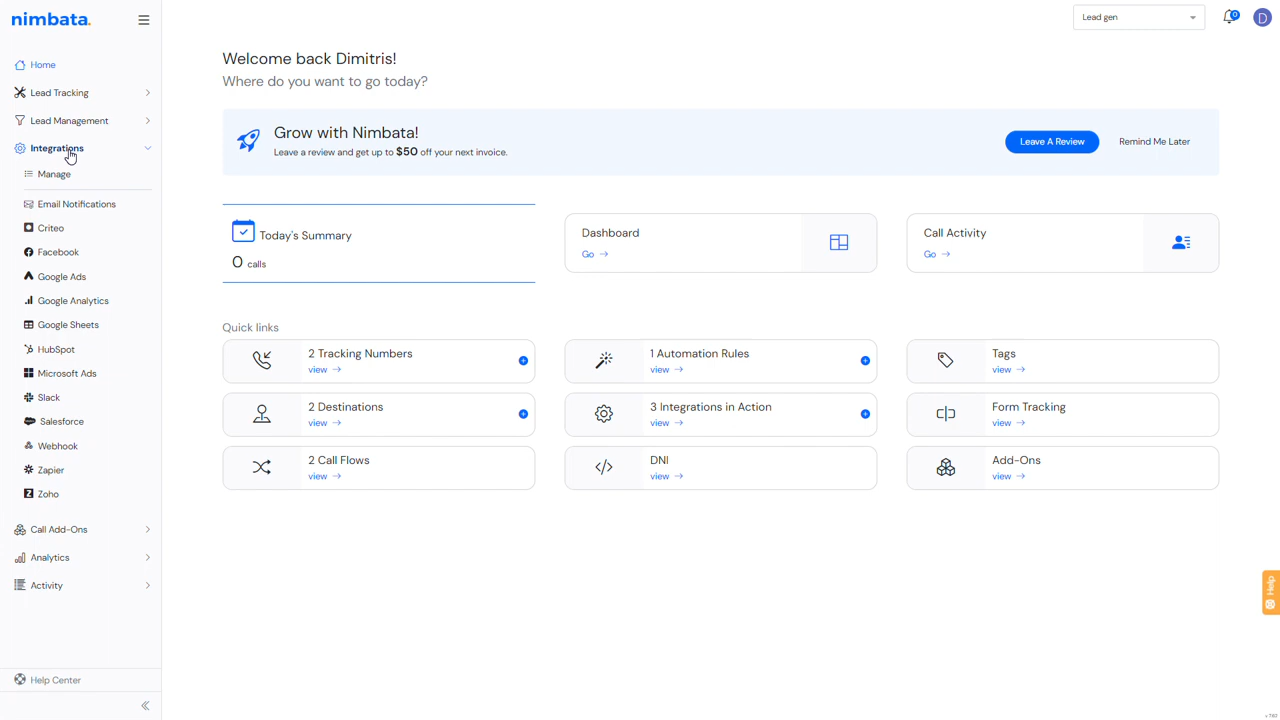 nimbata.
Lead gen
0
D
Home
Lead Tracking
Lead Management
Integrations
Manage
Email Notifications
Criteo
Facebook
Google Ads
Google Analytics
Google Sheets
HubSpot
Microsoft Ads
Slack
Salesforce
Webhook
Zapier
Zoho
Call Add-Ons
Analytics
Activity
Help Center
Welcome back Dimitris!
Where do you want to go today?
Grow with Nimbata!
Leave a review and get up to $50 off your next invoice.
Leave A Review
Remind Me Later
Today's Summary
0 calls
Dashboard
Go →
Call Activity
Go →
Quick links
2 Tracking Numbers
view →
1 Automation Rules
view →
Tags
view →
2 Destinations
view →
3 Integrations in Action
view →
Form Tracking
view →
2 Call Flows
view →
DNI
view →
Add-Ons
view →
Help